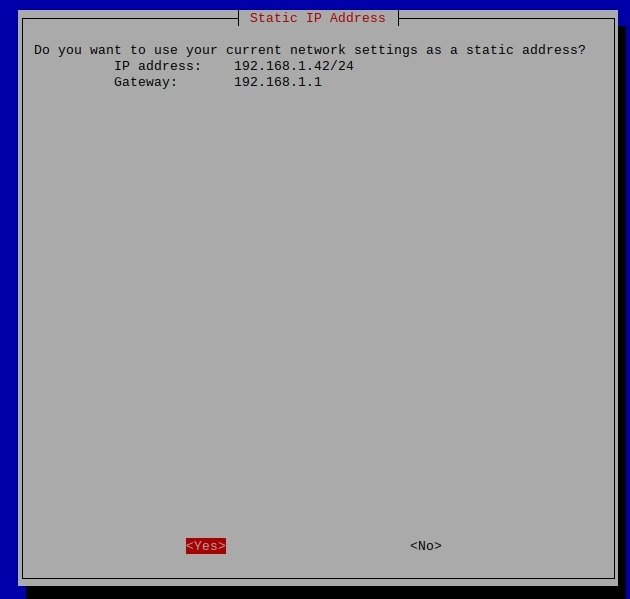 Static IP Address
Do you want to use your current network settings as a static address?
IP address:    192.168.1.42/24
Gateway:       192.168.1.1
<Yes>                       <No>